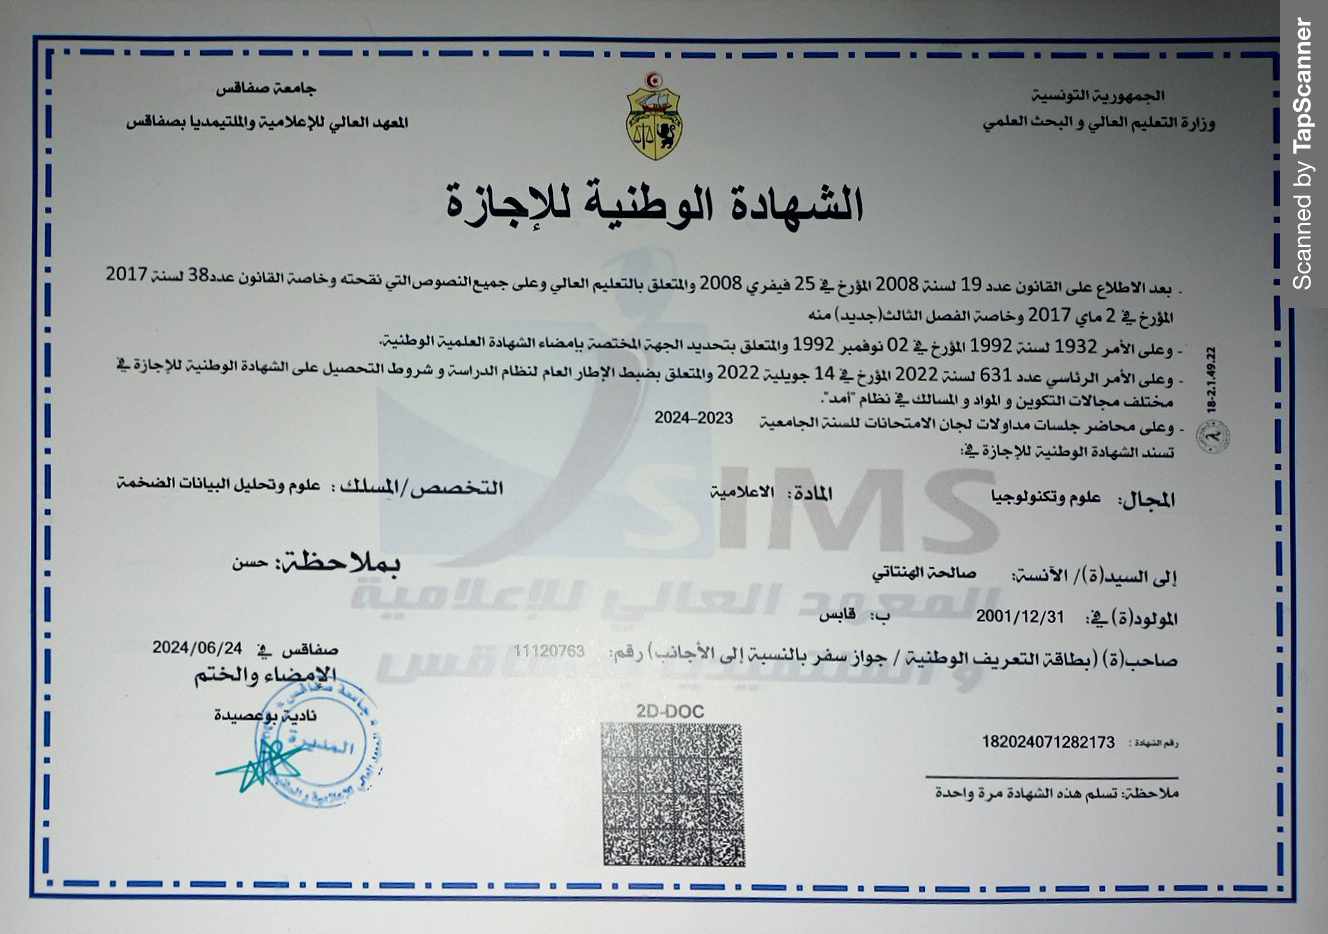 الجمهورية التونسية
وزارة التعليم العالي و البحث العلمي
جامعة صفاقس
المعهد العالي للإعلامية والملتيمديا بصفاقس
الشهادة الوطنية للإجازة
- بعد الاطلاع على القانون عدد 19 لسنة 2008 المؤرخ في 25 فيفري 2008 والمتعلق بالتعليم العالي وعلى جميع النصوص التي نقحته وخاصة القانون عدد 38 لسنة 2017
المؤرخ في 2 ماي 2017 وخاصة الفصل الثالث (جديد) منه
- وعلى الأمر 1932 لسنة 1992 المؤرخ في 02 نوفمبر 1992 والمتعلق بتحديد الجهة المختصة بإمضاء الشهادة العلمية الوطنية.
- وعلى الأمر الرئاسي عدد 631 لسنة 2022 المؤرخ في 14 جويلية 2022 والمتعلق بضبط الإطار العام لنظام الدراسة و شروط التحصيل على الشهادة الوطنية للإجازة في
مختلف مجالات التكوين و المواد و المسالك في نظام "أمد".
- وعلى محاضر جلسات مداولات لجان الامتحانات للسنة الجامعية 2023-2024
تسند الشهادة الوطنية للإجازة في:
المجال: علوم وتكنولوجيا المادة: الاعلامية التخصص/المسلك : علوم وتحليل البيانات الضخمة
إلى السيد(ة)/ الآنسة: صالحة الهنتاتي بملاحظة: حسن
المولود(ة) في: 2001/12/31 ب: قابس
صاحب(ة) (بطاقة التعريف الوطنية / جواز سفر بالنسبة إلى الأجانب) رقم: 11120763
صفاقس في 2024/06/24
الامضاء والختم
نادية بوعصيدة
المدير
2D-DOC
رقم الشهادة : 182024071282173
ملاحظة: تسلم هذه الشهادة مرة واحدة
18-2.1.49.22
SIMS
المعهد العالي للإعلامية
Scanned by TapScanner